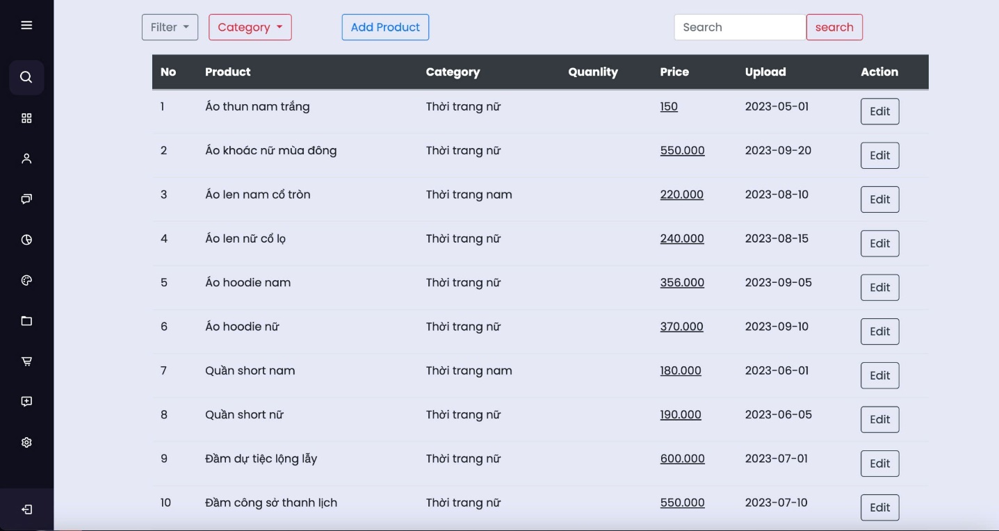 Filter Category Add Product Search search
No Product Category Quanlity Price Upload Action
1 Áo thun nam trắng Thời trang nữ 150 2023-05-01 Edit
2 Áo khoác nữ mùa đông Thời trang nữ 550.000 2023-09-20 Edit
3 Áo len nam cổ tròn Thời trang nam 220.000 2023-08-10 Edit
4 Áo len nữ cổ lọ Thời trang nữ 240.000 2023-08-15 Edit
5 Áo hoodie nam Thời trang nữ 356.000 2023-09-05 Edit
6 Áo hoodie nữ Thời trang nữ 370.000 2023-09-10 Edit
7 Quần short nam Thời trang nam 180.000 2023-06-01 Edit
8 Quần short nữ Thời trang nữ 190.000 2023-06-05 Edit
9 Đầm dự tiệc lộng lẫy Thời trang nữ 600.000 2023-07-01 Edit
10 Đầm công sở thanh lịch Thời trang nữ 550.000 2023-07-10 Edit